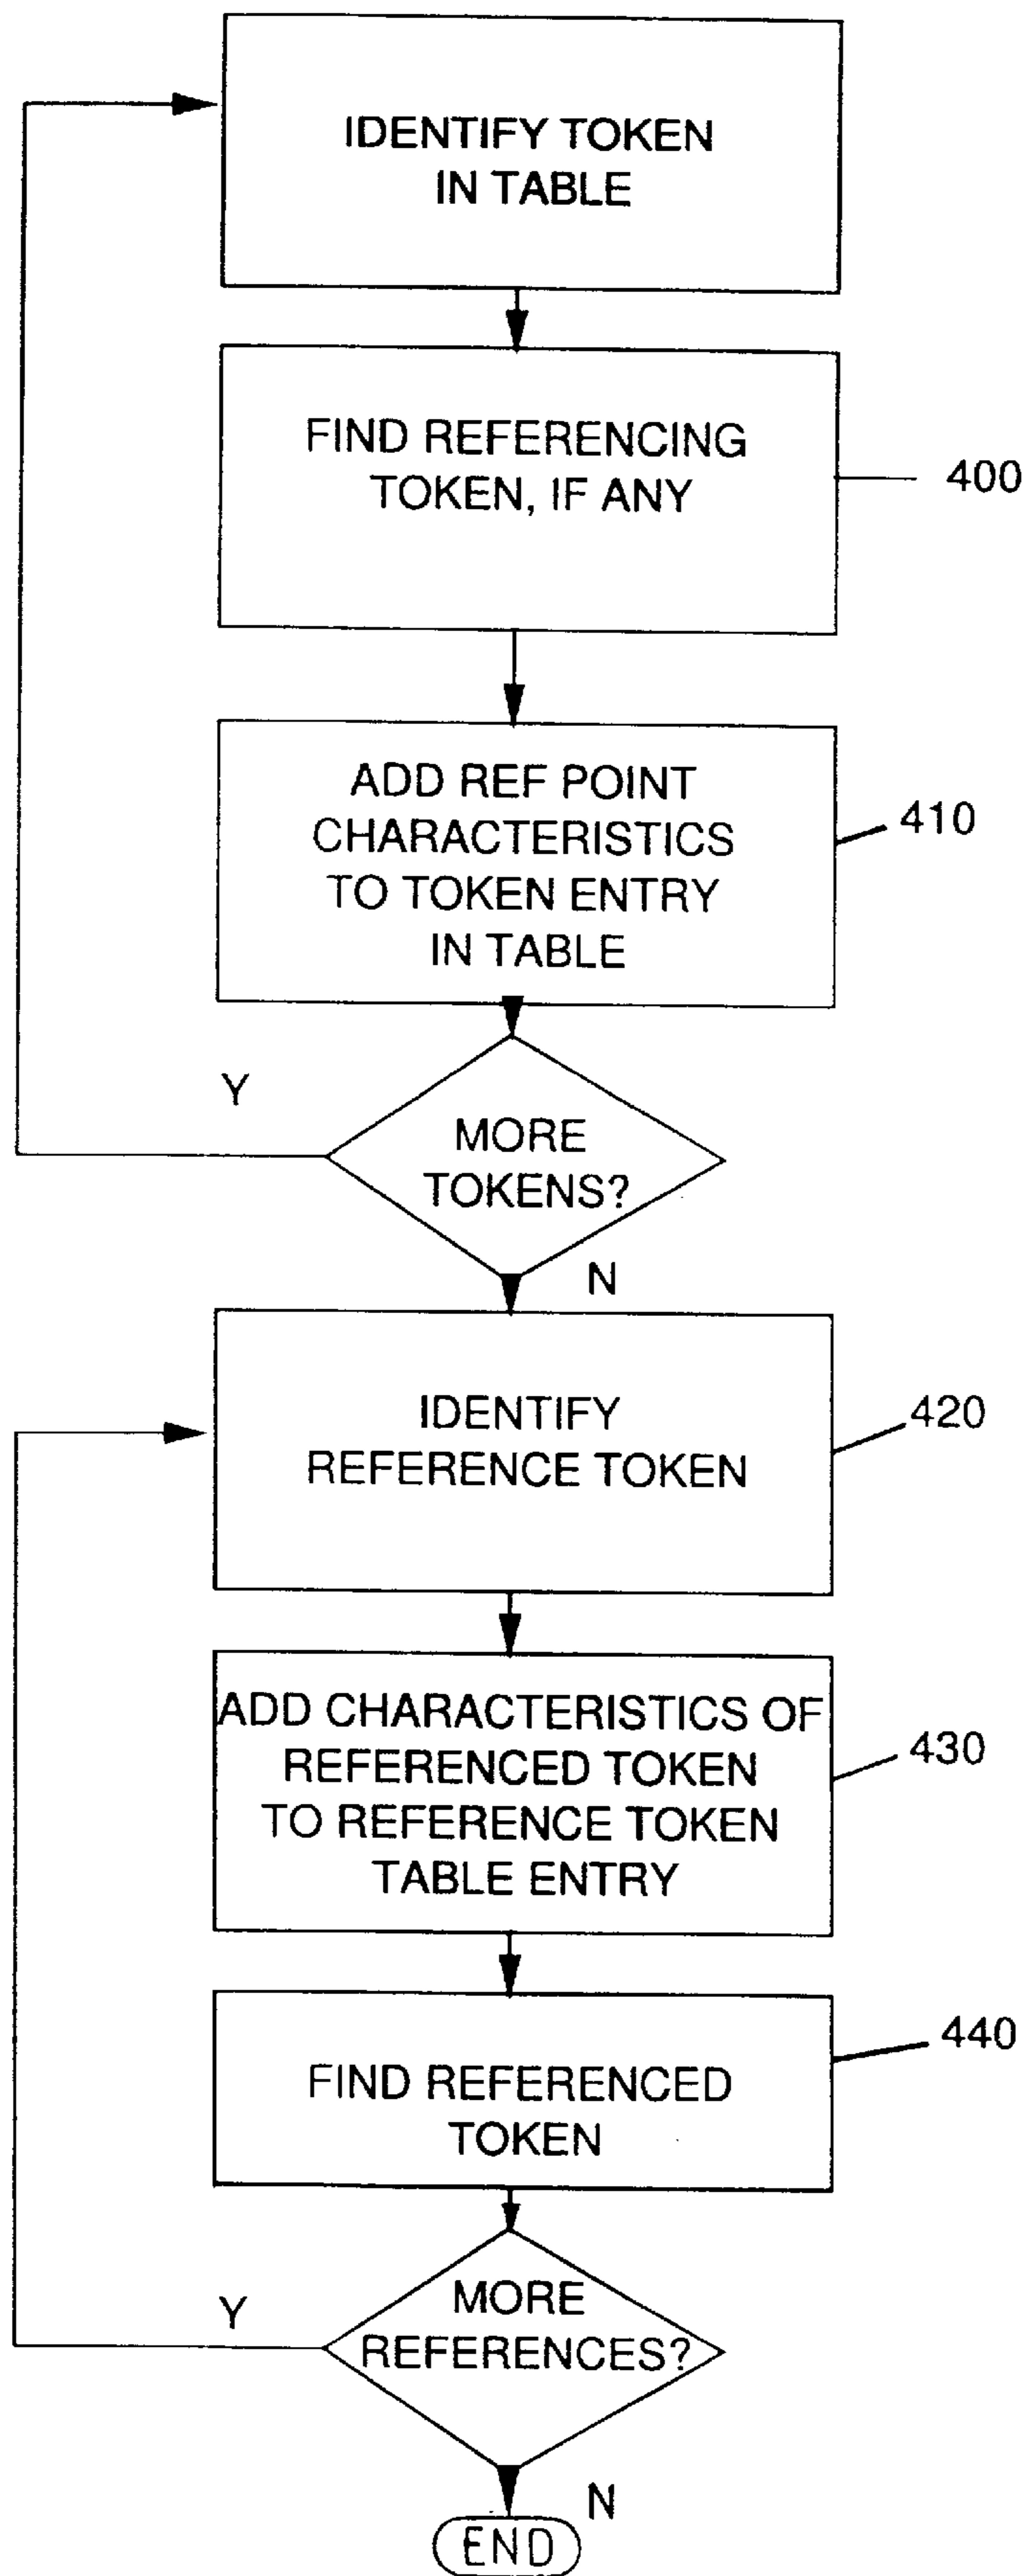 IDENTIFY TOKEN
IN TABLE
FIND REFERENCING
TOKEN, IF ANY
400
ADD REF POINT
CHARACTERISTICS
TO TOKEN ENTRY
IN TABLE
410
Y
MORE
TOKENS?
N
IDENTIFY
REFERENCE TOKEN
420
ADD CHARACTERISTICS OF
REFERENCED TOKEN
TO REFERENCE TOKEN
TABLE ENTRY
430
FIND REFERENCED
TOKEN
440
Y
MORE
REFERENCES?
N
END